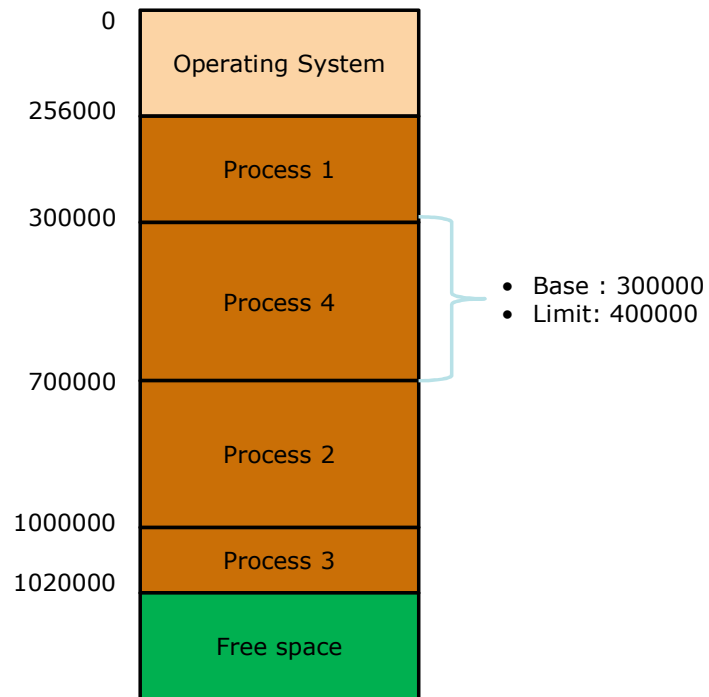 0
Operating System
256000
Process 1
300000
Process 4
• Base : 300000
• Limit: 400000
700000
Process 2
1000000
Process 3
1020000
Free space